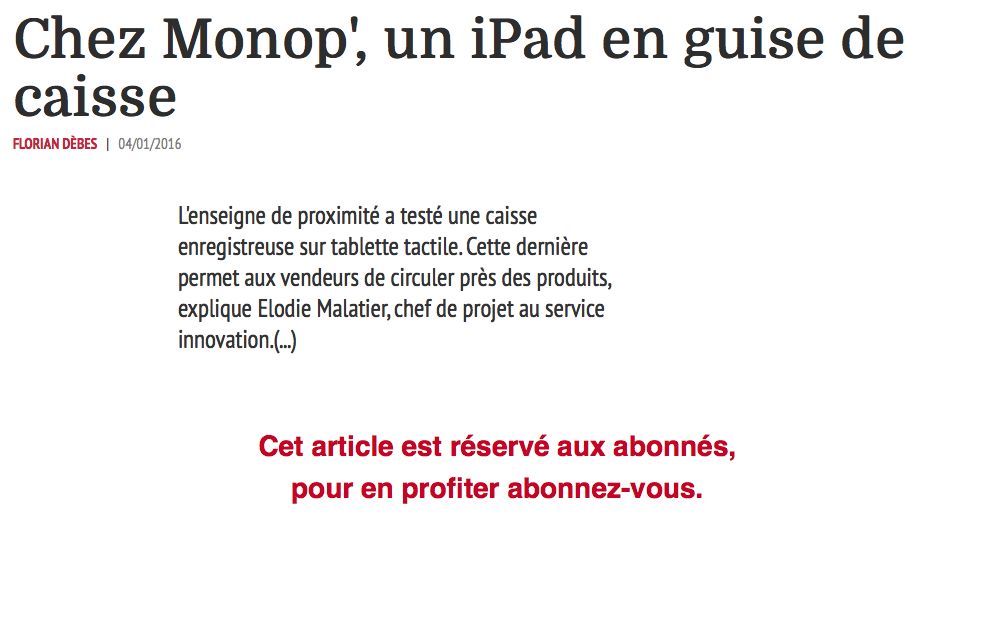 Chez Monop', un iPad en guise de
caisse
FLORIAN DÈBES | 04/01/2016
L'enseigne de proximité a testé une caisse
enregistreuse sur tablette tactile. Cette dernière
permet aux vendeurs de circuler près des produits,
explique Elodie Malatier, chef de projet au service
innovation.(...)
Cet article est réservé aux abonnés,
pour en profiter abonnez-vous.